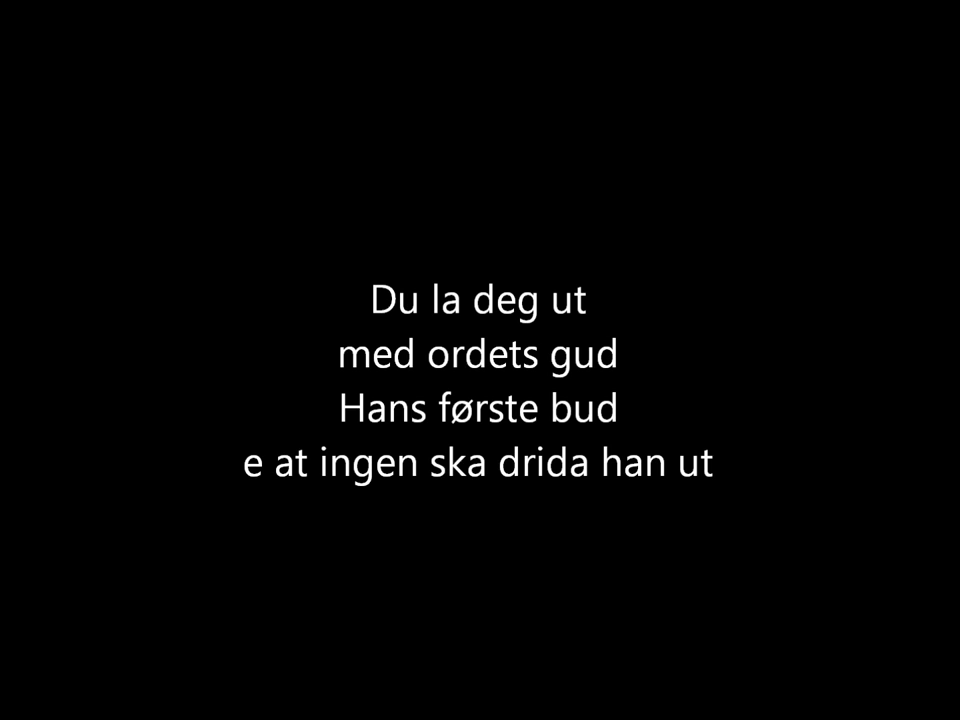 Du la deg ut
med ordets gud
Hans første bud
e at ingen ska drida han ut